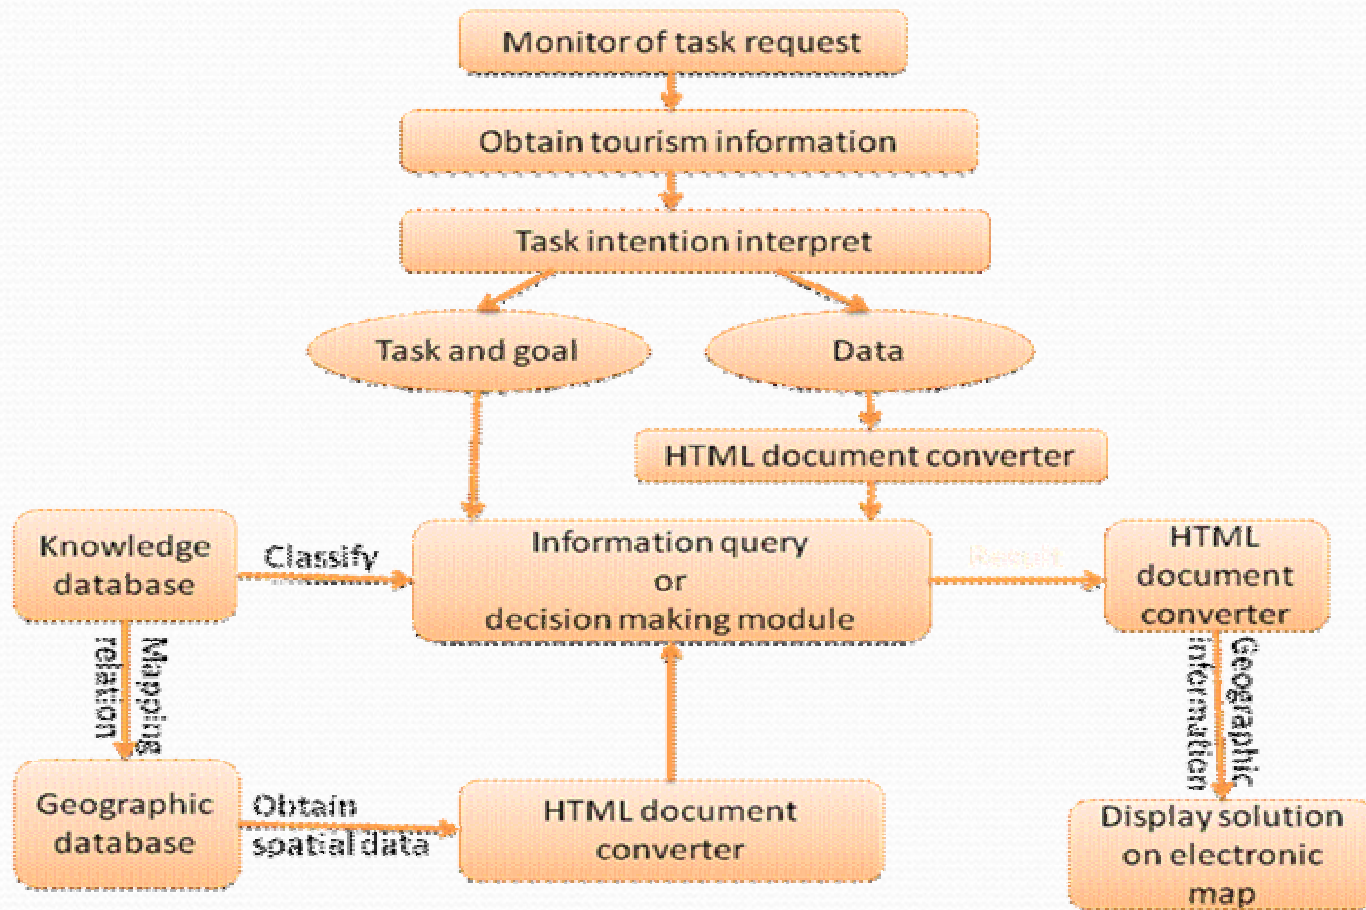 Monitor of task request
Obtain tourism information
Task intention interpret
Task and goal
Data
HTML document converter
Knowledge
database
Classify
Information query
or
decision making module
Result
HTML
document
converter
Mapping
relation
Geographic
information
Geographic
database
Obtain
spatial data
HTML document
converter
Display solution
on electronic
map